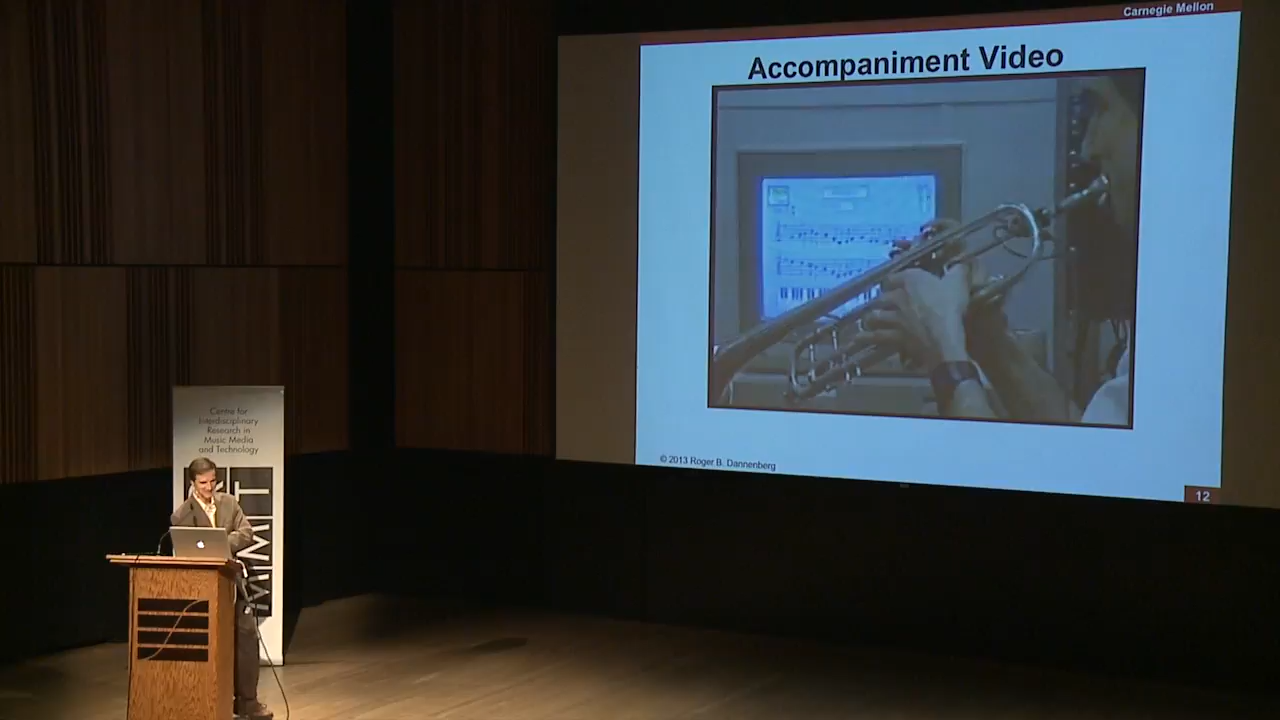 Carnegie Mellon
Accompaniment Video
© 2013 Roger B. Dannenberg
12
Centre for
Interdisciplinary
Research in
Music Media
and Technology